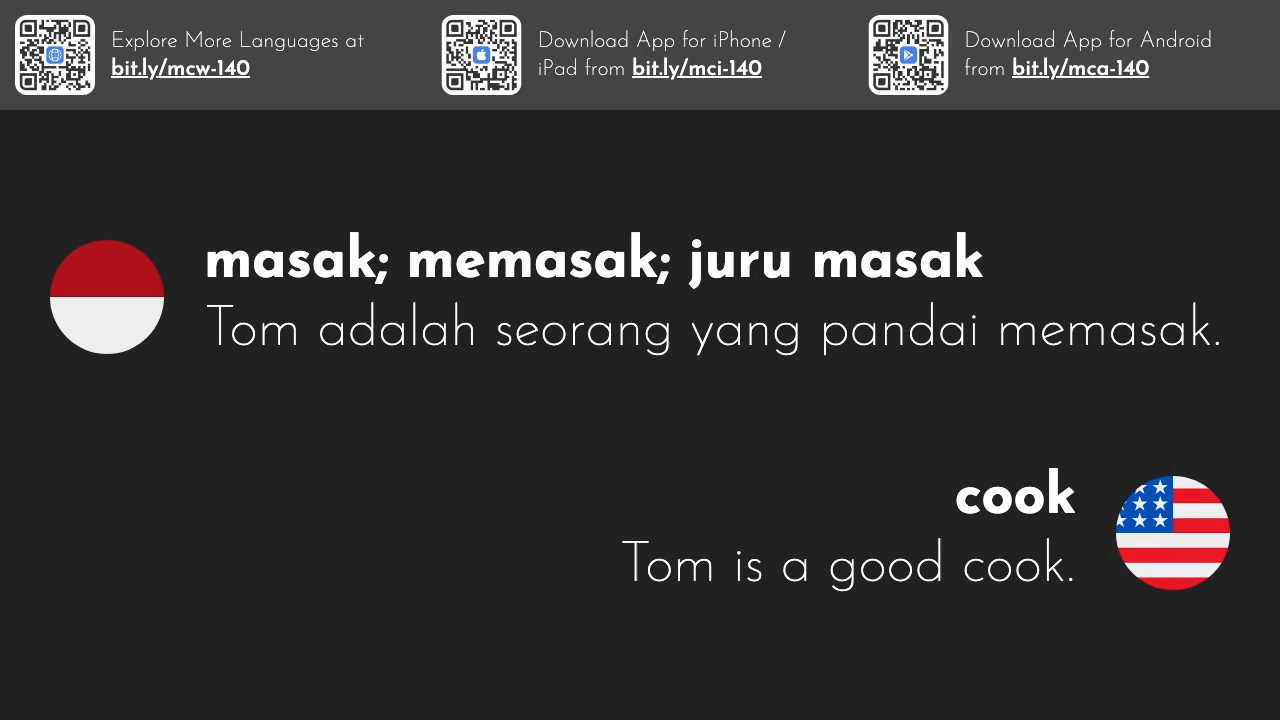 Explore More Languages at
bit.ly/mcw-140
Download App for iPhone /
iPad from bit.ly/mci-140
Download App for Android
from bit.ly/mca-140
masak; memasak; juru masak
Tom adalah seorang yang pandai memasak.
cook
Tom is a good cook.